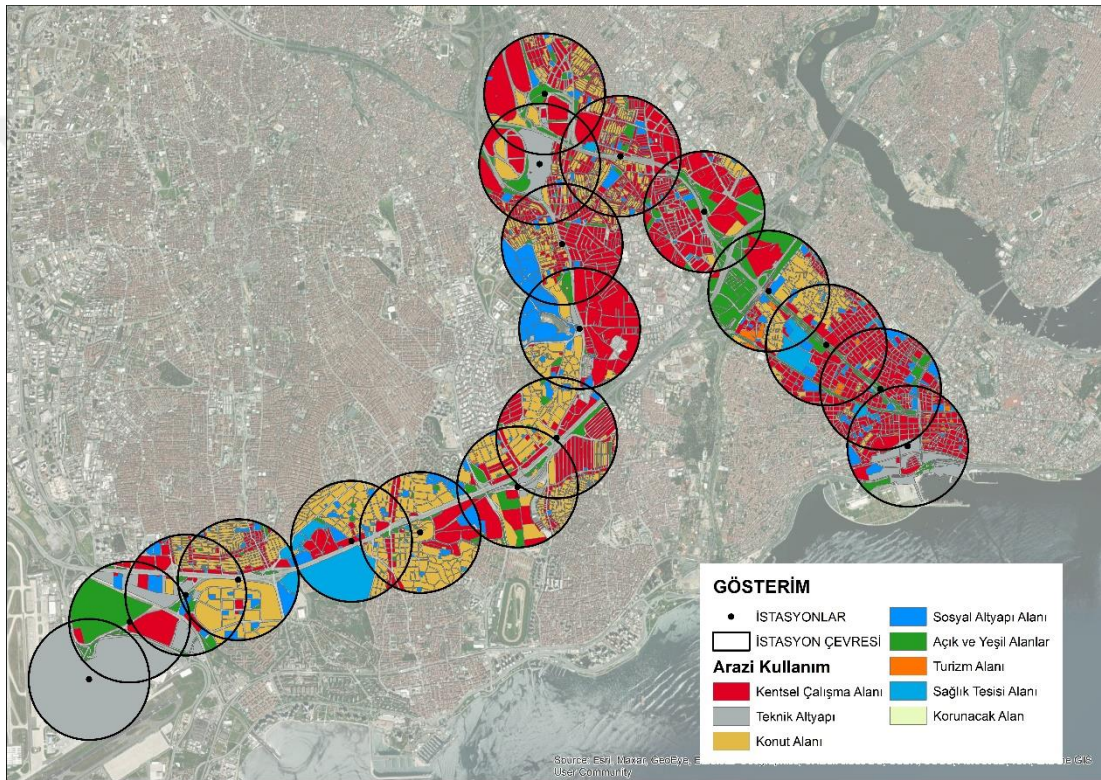 GÖSTERİM
İSTASYONLAR
İSTASYON ÇEVRESİ
Arazi Kullanım
Kentsel Çalışma Alanı
Teknik Altyapı
Konut Alanı
Sosyal Altyapı Alanı
Açık ve Yeşil Alanlar
Turizm Alanı
Sağlık Tesisi Alanı
Korunacak Alan
Source: Esri, Maxar, GeoEye,
User Community